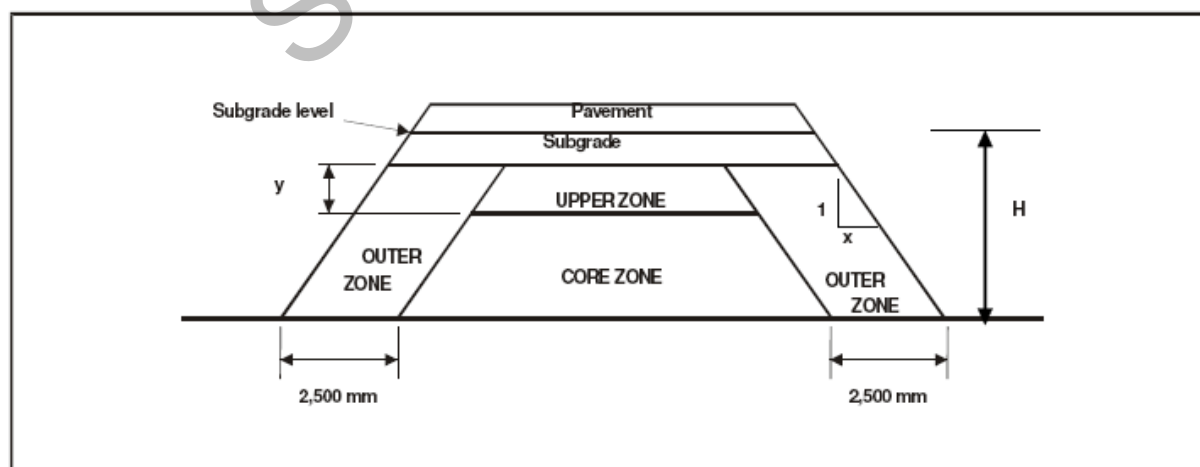 Subgrade level
Pavement
Subgrade
y
UPPER ZONE
1
x
H
OUTER
ZONE
CORE ZONE
OUTER
ZONE
2,500 mm
2,500 mm